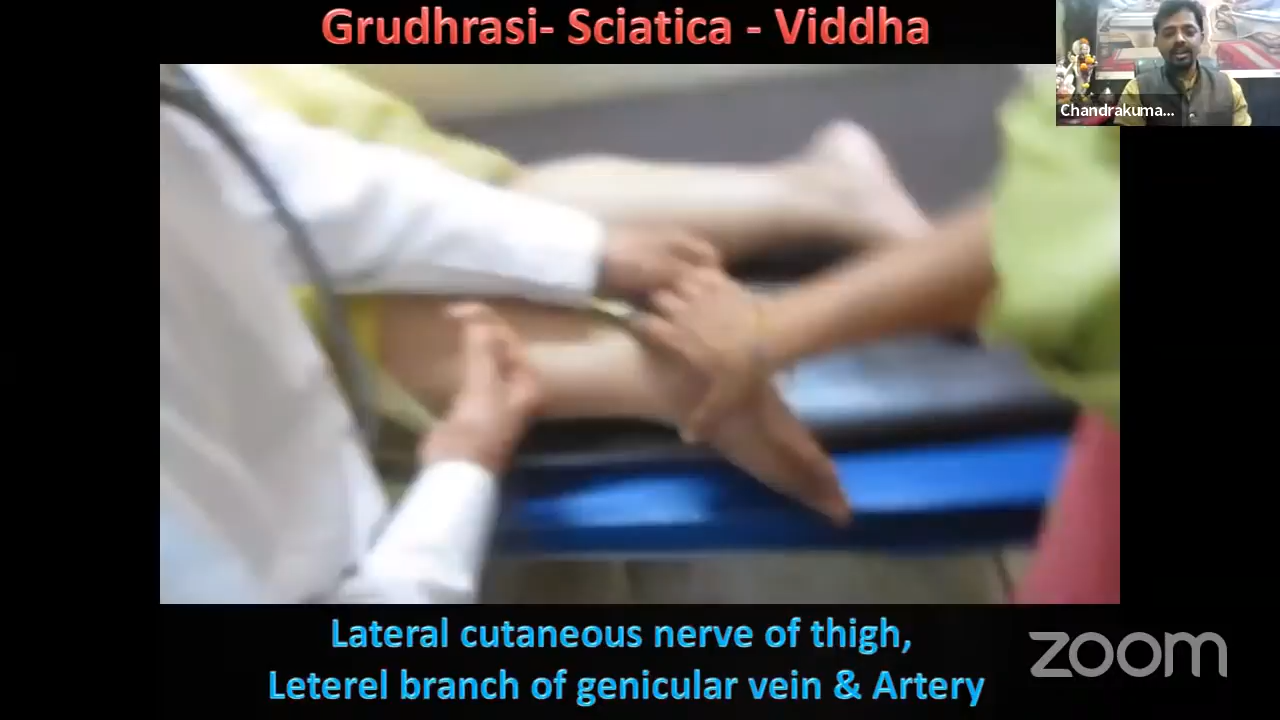 Grudhrasi- Sciatica - Viddha
Chandrakuma...
Lateral cutaneous nerve of thigh,
Leterel branch of genicular vein & Artery
zoom